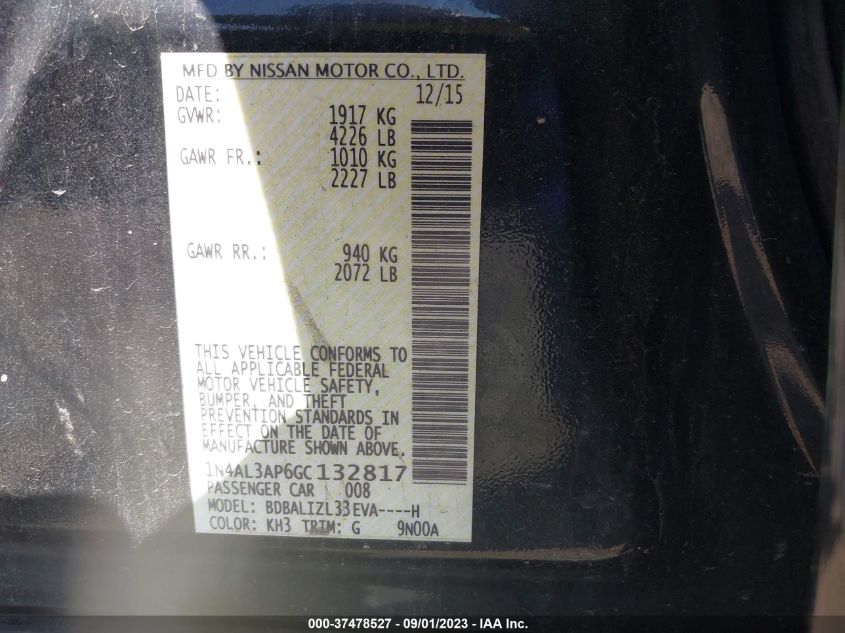 MFD BY NISSAN MOTOR CO., LTD.
DATE: 12/15
GVWR: 1917 KG
4226 LB
GAWR FR.: 1010 KG
2227 LB
GAWR RR.: 940 KG
2072 LB
THIS VEHICLE CONFORMS TO
ALL APPLICABLE FEDERAL
MOTOR VEHICLE SAFETY,
BUMPER, AND THEFT
PREVENTION STANDARDS IN
EFFECT ON THE DATE OF
MANUFACTURE SHOWN ABOVE.
1N4AL3AP6GC132817
PASSENGER CAR 008
MODEL: BDBALIZL33EVA----H
COLOR: KH3 TRIM: G 9N00A
000-37478527 - 09/01/2023 - IAA Inc.